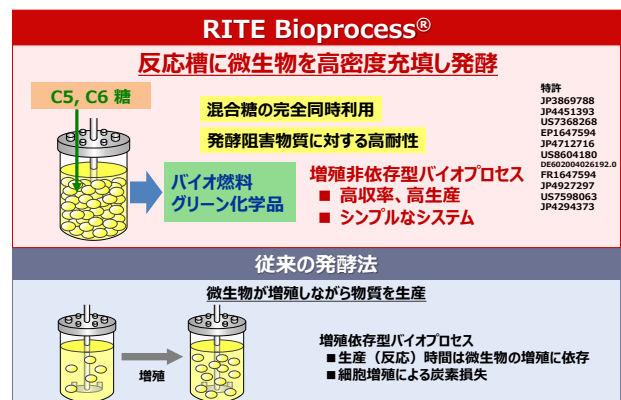 RITE Bioprocess®
反応槽に微生物を高密度充填し発酵
C5, C6 糖
混合糖の完全同時利用
発酵阻害物質に対する高耐性
バイオ燃料
グリーン化学品
増殖非依存型バイオプロセス
■ 高収率、高生産
■ シンプルなシステム
特許
JP3869788
JP4451393
US7368268
EP1647594
JP4712716
US8604180
DE602004026192.0
FR1647594
JP4927297
US7598063
JP4294373
従来の発酵法
微生物が増殖しながら物質を生産
増殖
増殖依存型バイオプロセス
■生産（反応）時間は微生物の増殖に依存
■細胞増殖による炭素損失